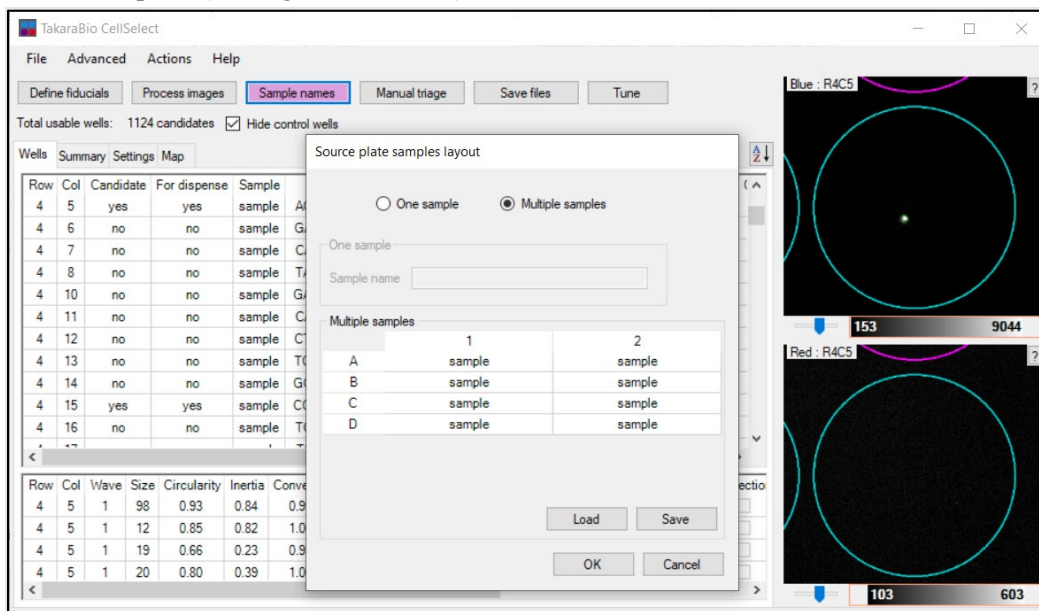 TakaraBio CellSelect
File Advanced Actions Help
Define fiducials Process images Sample names Manual triage Save files Tune
Total usable wells: 1124 candidates Hide control wells
Wells Summary Settings Map
Row Col Candidate For dispense Sample
4 5 yes yes sample
4 6 no no sample
4 7 no no sample
4 8 no no sample
4 10 no no sample
4 11 no no sample
4 12 no no sample
4 13 no no sample
4 14 no no sample
4 15 yes yes sample
4 16 no no sample
Row Col Wave Size Circularity Inertia
4 5 1 98 0.93 0.84 0.9
4 5 1 12 0.85 0.82 1.0
4 5 1 19 0.66 0.23 0.9
4 5 1 20 0.80 0.39 1.0
Source plate samples layout
One sample Multiple samples
One sample
Sample name
Multiple samples
1 2
A sample sample
B sample sample
C sample sample
D sample sample
Load Save
OK Cancel
Blue : R4C5
?
153 9044
Red : R4C5
?
103 603